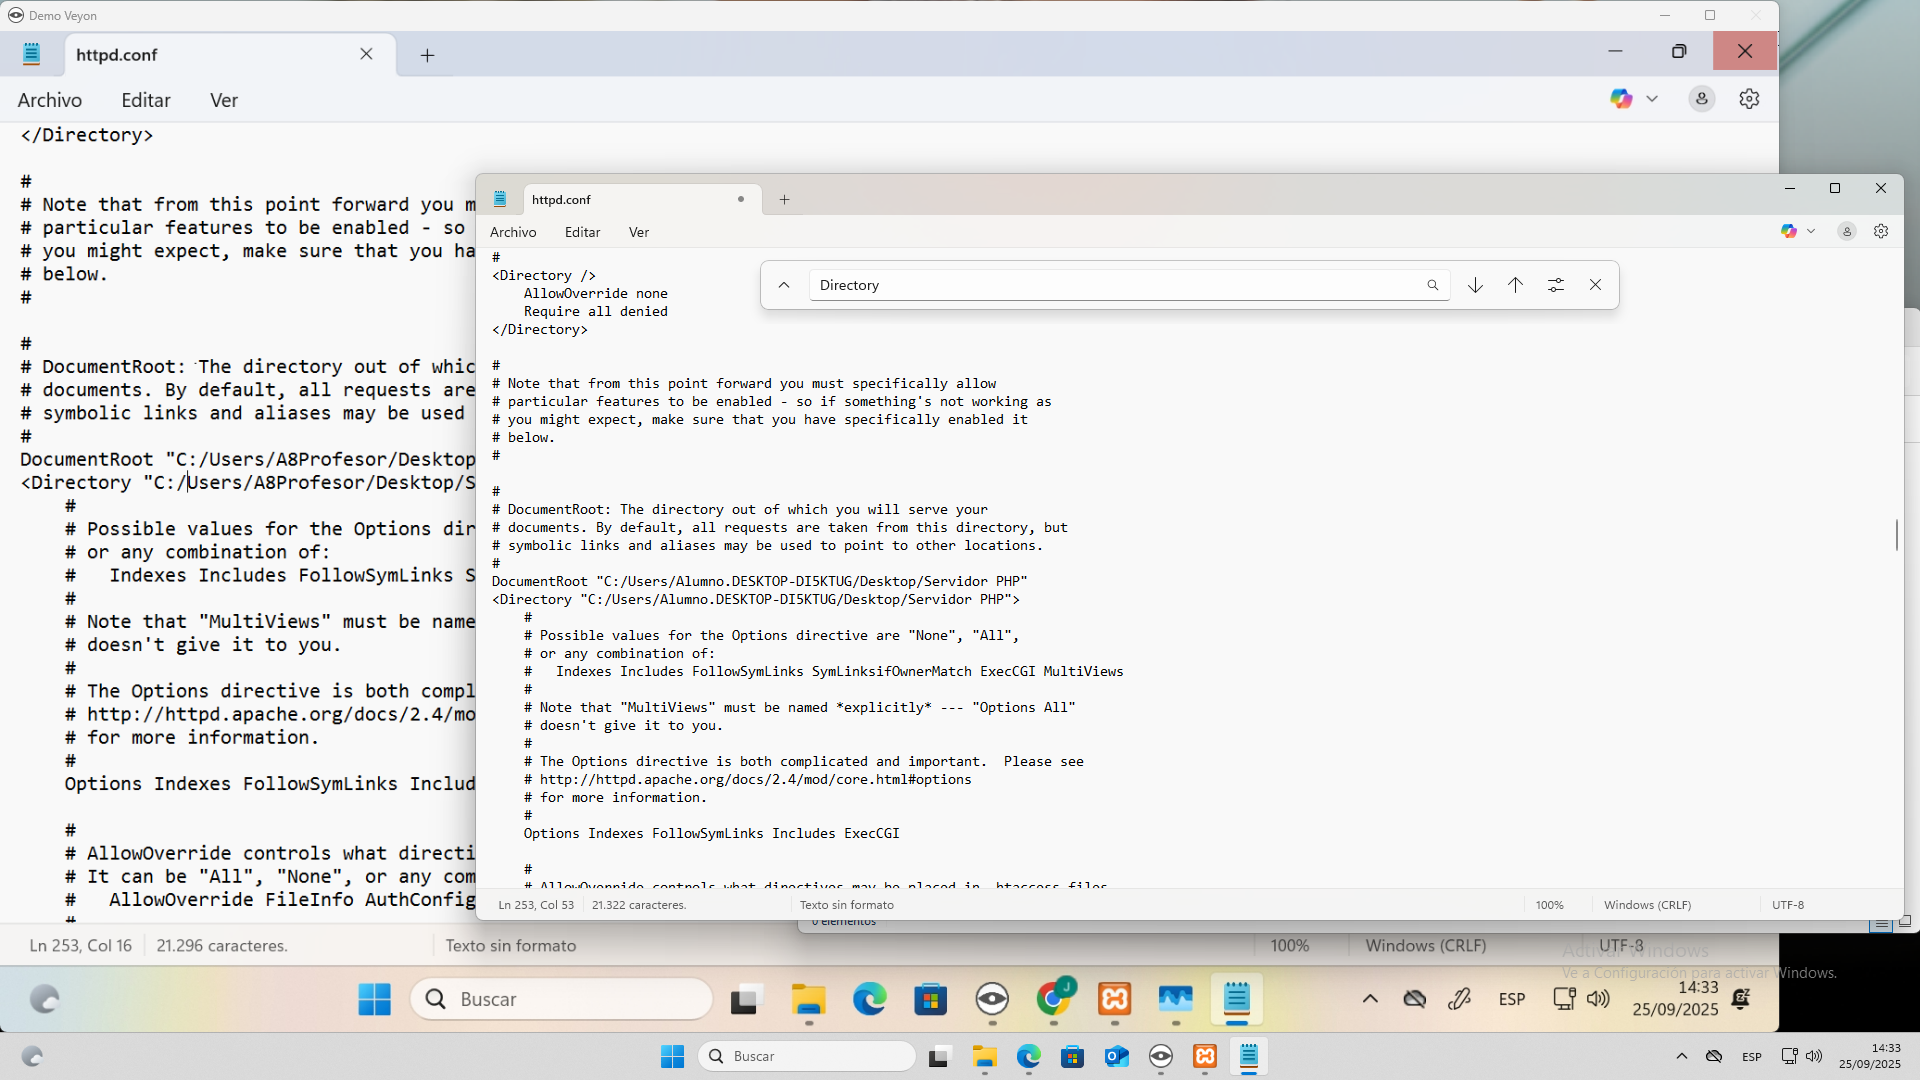 Demo Veyon
httpd.conf
Archivo Editar Ver
</Directory>
#
# Note that from this point forward you m
# particular features to be enabled - so
# you might expect, make sure that you ha
# below.
#
#
# DocumentRoot: The directory out of whic
# documents. By default, all requests are
# symbolic links and aliases may be used
#
DocumentRoot "C:/Users/A8Profesor/Desktop
<Directory "C:/Users/A8Profesor/Desktop/S
#
# Possible values for the Options dir
# or any combination of:
#   Indexes Includes FollowSymLinks S
#
# Note that "MultiViews" must be name
# doesn't give it to you.
#
# The Options directive is both compl
# http://httpd.apache.org/docs/2.4/mo
# for more information.
#
Options Indexes FollowSymLinks Includ
#
# AllowOverride controls what directi
# It can be "All", "None", or any com
#   AllowOverride FileInfo AuthConfig
#
Ln 253, Col 16 21.296 caracteres. Texto sin formato 100% Windows (CRLF) UTF-8
httpd.conf
Archivo Editar Ver
Directory
#
<Directory />
    AllowOverride none
    Require all denied
</Directory>
#
# Note that from this point forward you must specifically allow
# particular features to be enabled - so if something's not working as
# you might expect, make sure that you have specifically enabled it
# below.
#
#
# DocumentRoot: The directory out of which you will serve your
# documents. By default, all requests are taken from this directory, but
# symbolic links and aliases may be used to point to other locations.
#
DocumentRoot "C:/Users/Alumno.DESKTOP-DI5KTUG/Desktop/Servidor PHP"
<Directory "C:/Users/Alumno.DESKTOP-DI5KTUG/Desktop/Servidor PHP">
    #
    # Possible values for the Options directive are "None", "All",
    # or any combination of:
    #   Indexes Includes FollowSymLinks SymLinksifOwnerMatch ExecCGI MultiViews
    #
    # Note that "MultiViews" must be named *explicitly* --- "Options All"
    # doesn't give it to you.
    #
    # The Options directive is both complicated and important.  Please see
    # http://httpd.apache.org/docs/2.4/mod/core.html#options
    # for more information.
    #
    Options Indexes FollowSymLinks Includes ExecCGI
    #
    # AllowOverride controls what directives may be placed in .htaccess files.
Ln 253, Col 53 21.322 caracteres. Texto sin formato 100% Windows (CRLF) UTF-8
0 elementos
Activar Windows
Ve a Configuración para activar Windows.
Buscar J ESP 14:33
25/09/2025
Buscar ESP 14:33
25/09/2025